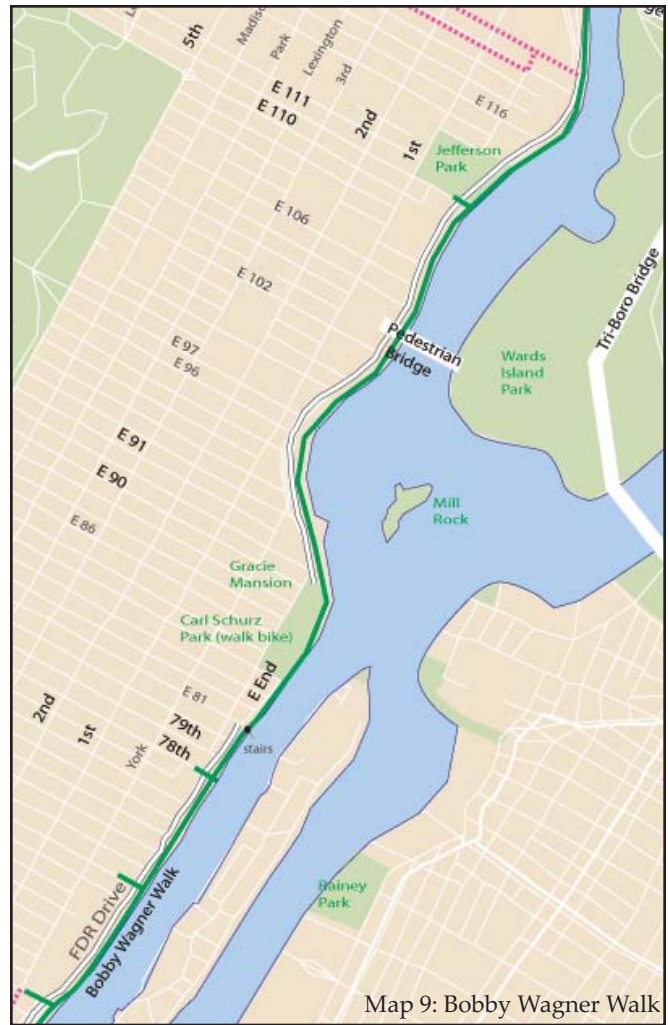 5th
Madison
Park
Lexington
3rd
2nd
1st
E 111
E 110
E 116
Jefferson
Park
E 106
E 102
E 97
E 96
Pedestrian
Bridge
Wards
Island
Park
Tri-Boro Bridge
E 91
E 90
E 86
Mill
Rock
Gracie
Mansion
Carl Schurz
Park (walk bike)
E End
E 81
79th
78th
stairs
2nd
1st
York
FDR Drive
Bobby Wagner Walk
Rainey
Park
Map 9: Bobby Wagner Walk